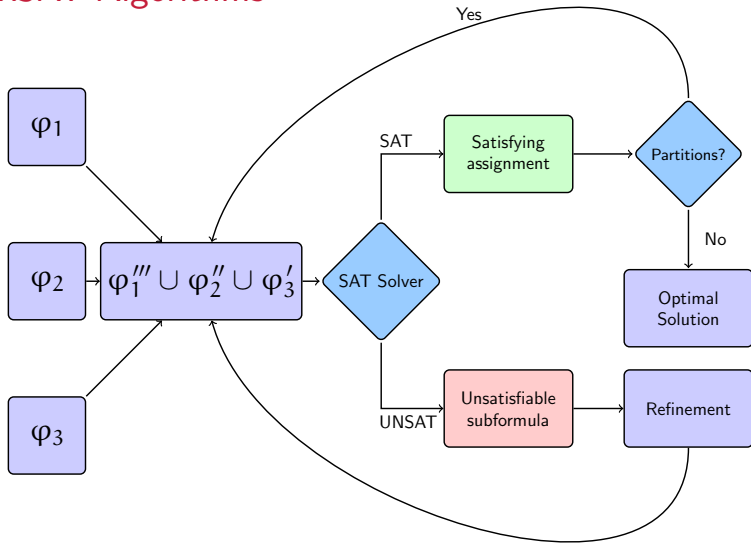 Algorithms
Yes
φ1
SAT
Satisfying
assignment
Partitions?
φ2
φ1′′′ ∪ φ2′′ ∪ φ3′
SAT Solver
No
Optimal
Solution
φ3
UNSAT
Unsatisfiable
subformula
Refinement